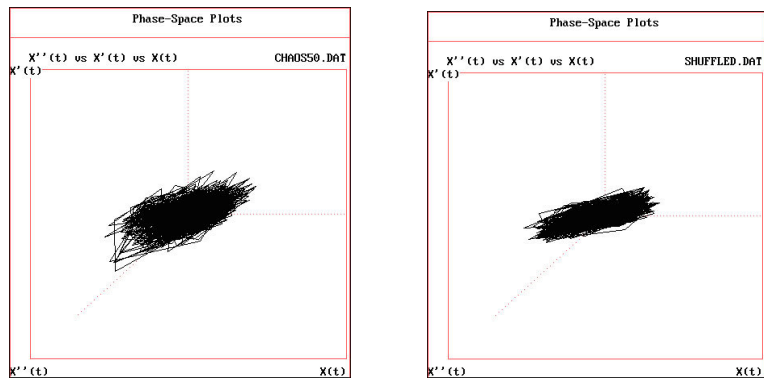 Phase-Space Plots
X''(t) vs X'(t) vs X(t) CHAOS50.DAT
X'(t)
X''(t) X(t)
Phase-Space Plots
X''(t) vs X'(t) vs X(t) SHUFFLED.DAT
X'(t)
X''(t) X(t)